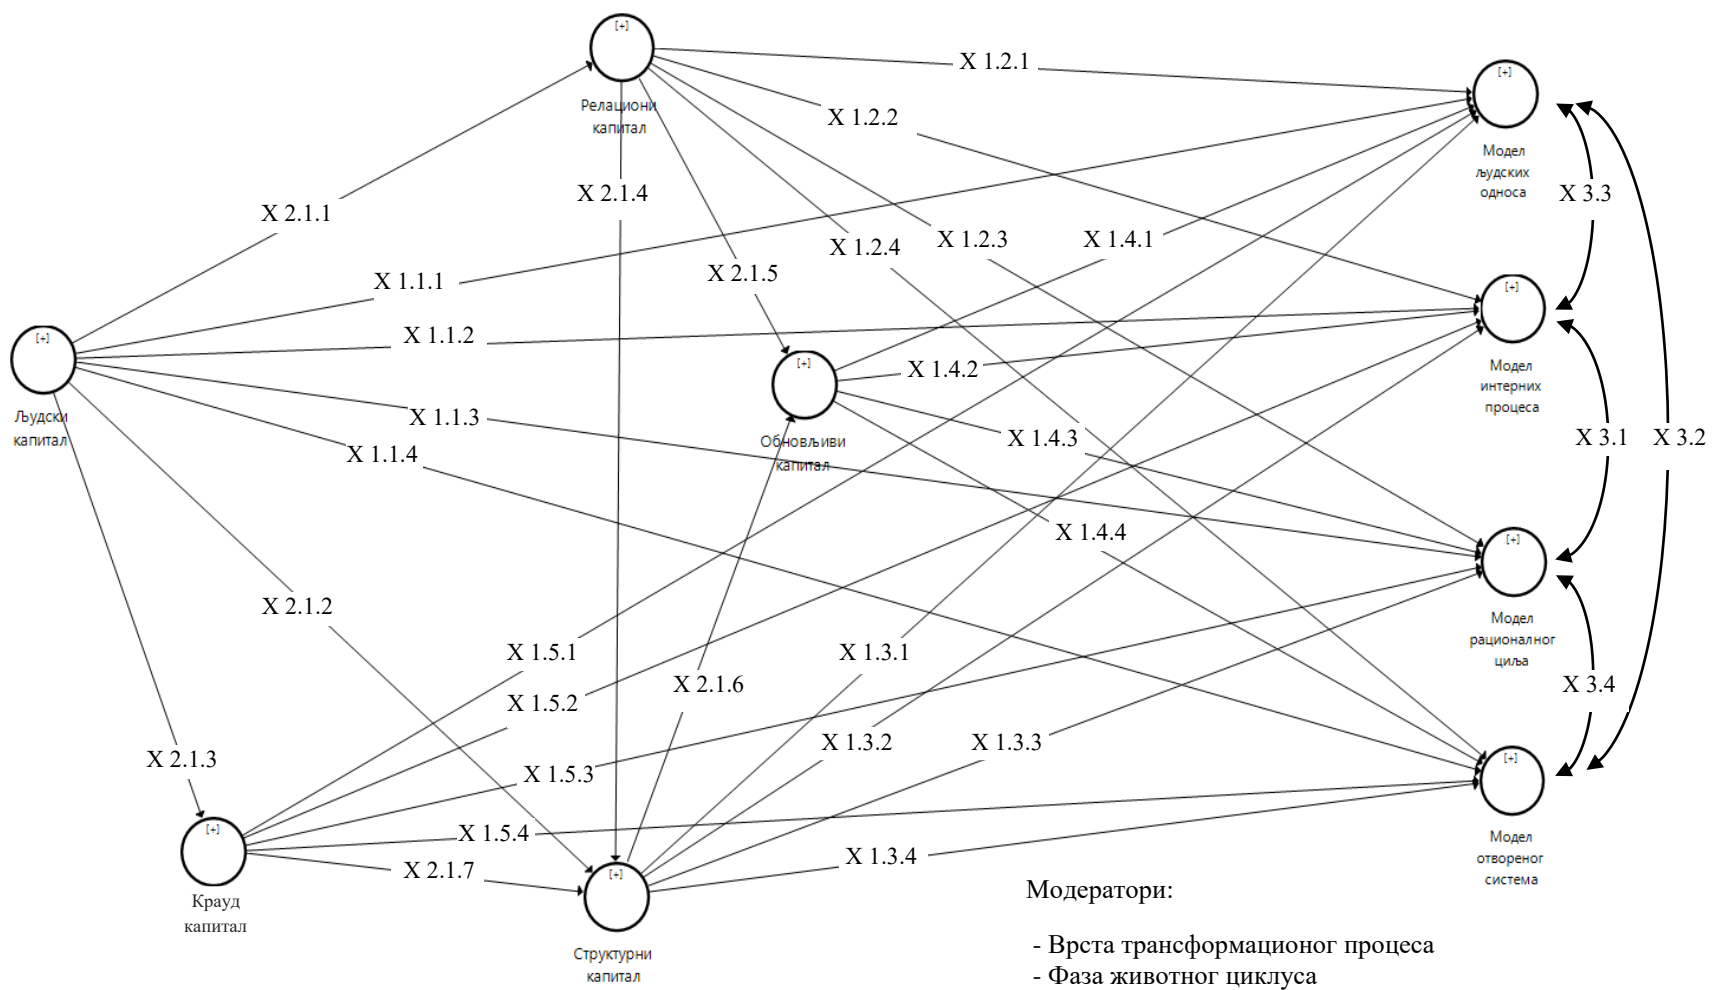 [+]
Релациони
капитал
X 1.2.1
[+]
Модел
људских
односа
X 1.2.2
X 2.1.4
X 3.3
X 2.1.1
X 1.2.4
X 1.2.3
X 1.4.1
X 2.1.5
X 1.1.1
[+]
Модел
интерних
процеса
X 1.1.2
[+]
Људски
капитал
[+]
Обновљиви
капитал
X 1.4.2
X 1.1.3
X 1.1.4
X 1.4.3
X 3.1
X 3.2
X 1.4.4
[+]
Модел
рационалног
циља
X 2.1.2
X 1.5.1
X 1.3.1
X 2.1.6
X 3.4
X 1.5.2
X 1.3.2
X 1.3.3
X 2.1.3
X 1.5.3
[+]
Модел
отвореног
система
[+]
Крауд
капитал
X 1.5.4
X 2.1.7
X 1.3.4
[+]
Структурни
капитал
Модератори:
- Врста трансформационог процеса
- Фаза животног циклуса